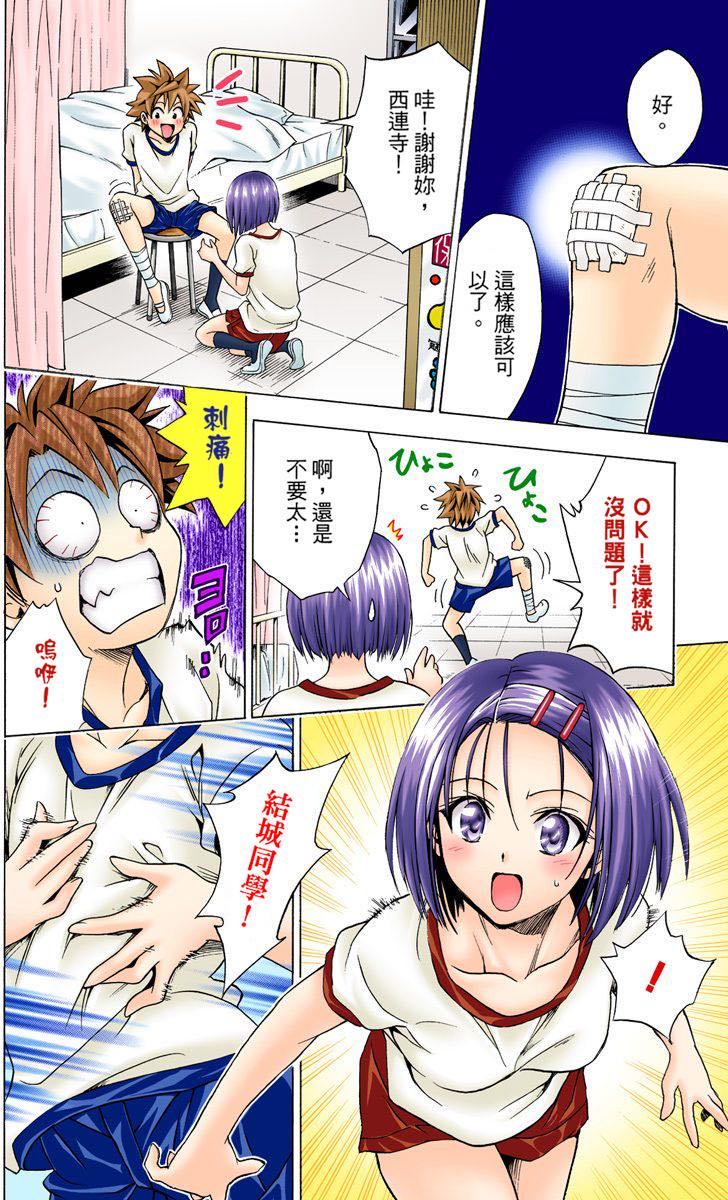 好。
這樣應該可
以了。
哇！謝謝妳，
西連寺！
保
OK！這樣就
沒問題了！
ひょこ
ひょこ
啊，還是
不要太…
刺痛！
ヨロ…
嗚咿！
！
結城同學！